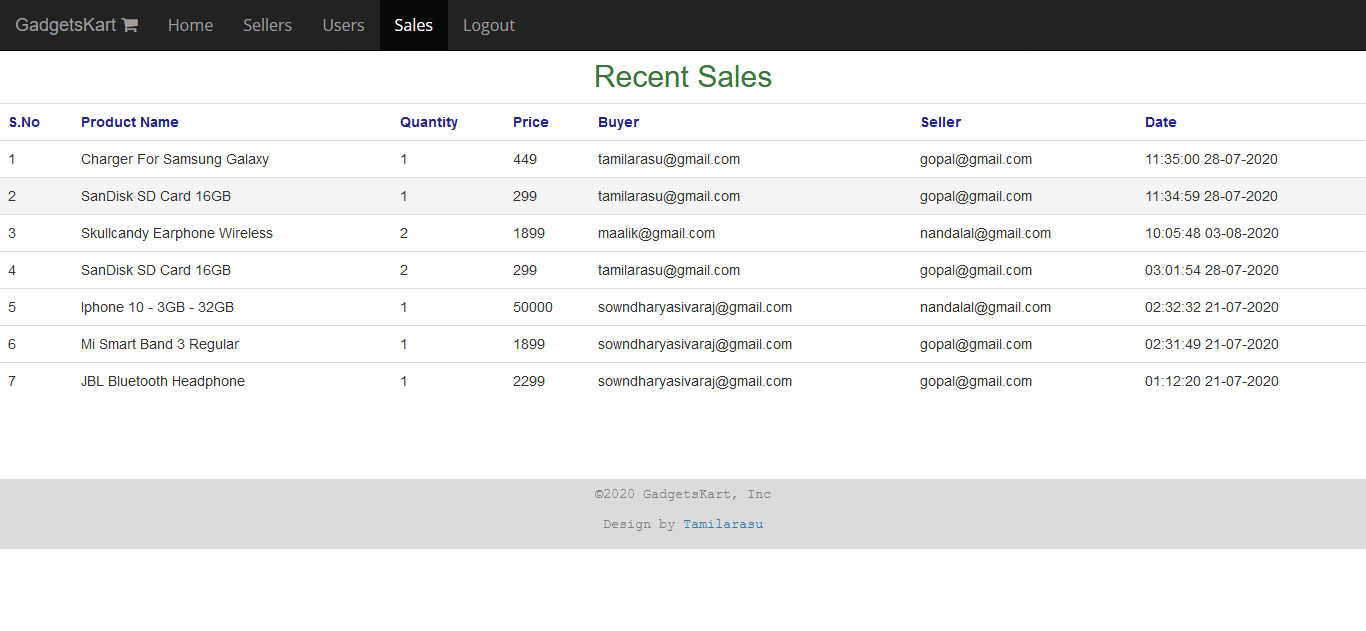 GadgetsKart Home Sellers Users Sales Logout
Recent Sales
S.No Product Name Quantity Price Buyer Seller Date
1 Charger For Samsung Galaxy 1 449 tamilarasu@gmail.com gopal@gmail.com 11:35:00 28-07-2020
2 SanDisk SD Card 16GB 1 299 tamilarasu@gmail.com gopal@gmail.com 11:34:59 28-07-2020
3 Skullcandy Earphone Wireless 2 1899 maalik@gmail.com nandalal@gmail.com 10:05:48 03-08-2020
4 SanDisk SD Card 16GB 2 299 tamilarasu@gmail.com gopal@gmail.com 03:01:54 28-07-2020
5 Iphone 10 - 3GB - 32GB 1 50000 sowndharyasivaraj@gmail.com nandalal@gmail.com 02:32:32 21-07-2020
6 Mi Smart Band 3 Regular 1 1899 sowndharyasivaraj@gmail.com gopal@gmail.com 02:31:49 21-07-2020
7 JBL Bluetooth Headphone 1 2299 sowndharyasivaraj@gmail.com gopal@gmail.com 01:12:20 21-07-2020
©2020 GadgetsKart, Inc
Design by Tamilarasu